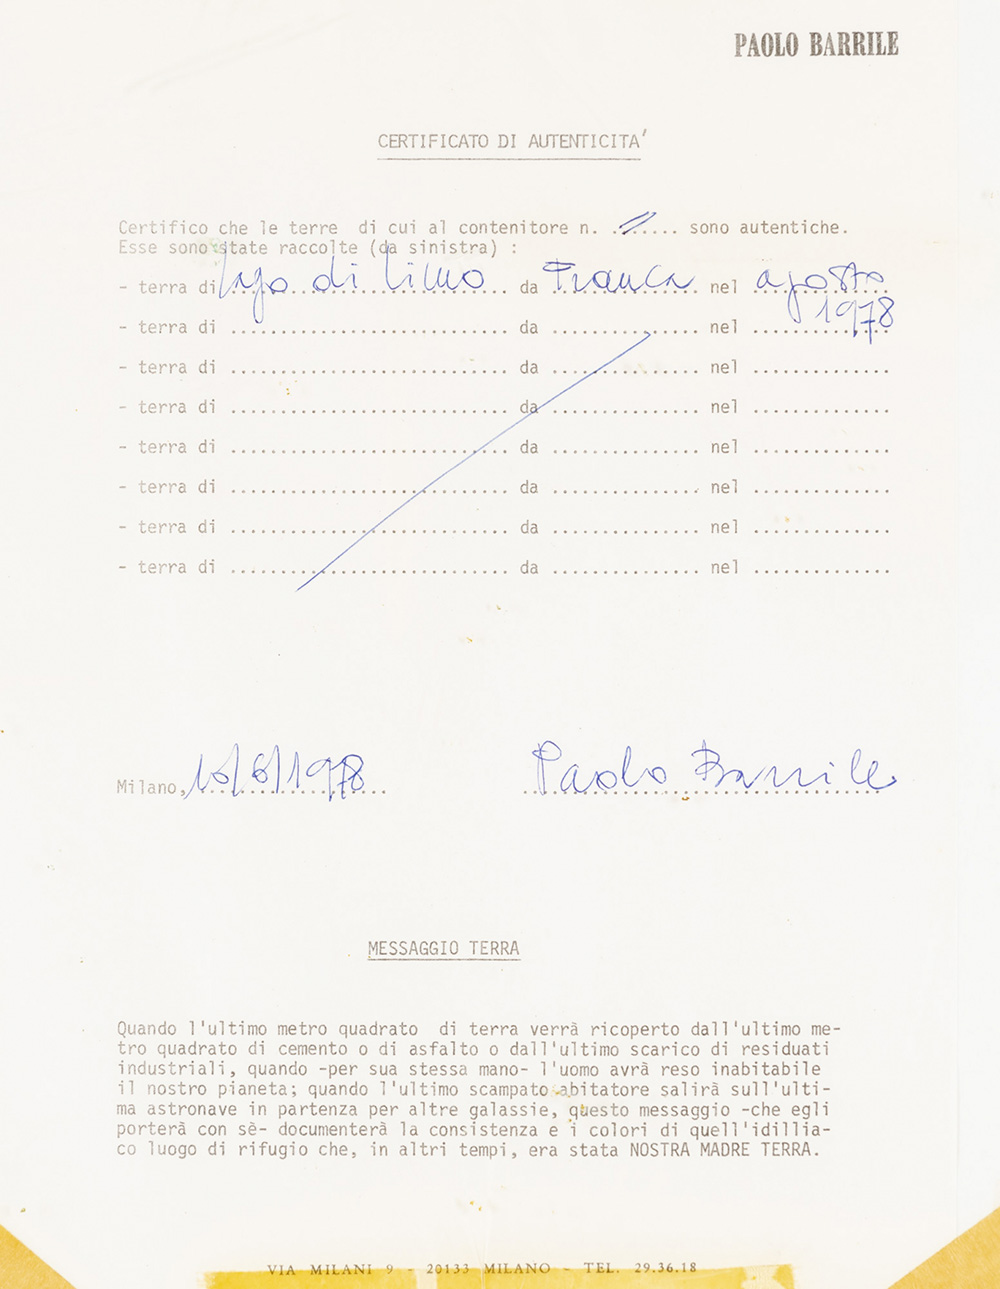 PAOLO BARRILE
CERTIFICATO DI AUTENTICITA'
Certifico che le terre di cui al contenitore n. ........ sono autentiche.
Esse sono state raccolte (da sinistra) :
- terra di lago di ............ da Franca nel agosto
1978
- terra di ............................ da ............... nel ..............
- terra di ............................ da ............... nel ..............
- terra di ............................ da ............... nel ..............
- terra di ............................ da ............... nel ..............
- terra di ............................ da ............... nel ..............
- terra di ............................ da ............... nel ..............
- terra di ............................ da ............... nel ..............
Milano, /1978 Paolo Barrile
MESSAGGIO TERRA
Quando l'ultimo metro quadrato di terra verrà ricoperto dall'ultimo me-
tro quadrato di cemento o di asfalto o dall'ultimo scarico di residuati
industriali, quando -per sua stessa mano- l'uomo avrà reso inabitabile
il nostro pianeta; quando l'ultimo scampato abitatore salirà sull'ulti-
ma astronave in partenza per altre galassie, questo messaggio -che egli
porterà con sè- documenterà la consistenza e i colori di quell'idillia-
co luogo di rifugio che, in altri tempi, era stata NOSTRA MADRE TERRA.
VIA MILANI 9 - 20133 MILANO - TEL. 29.36.18